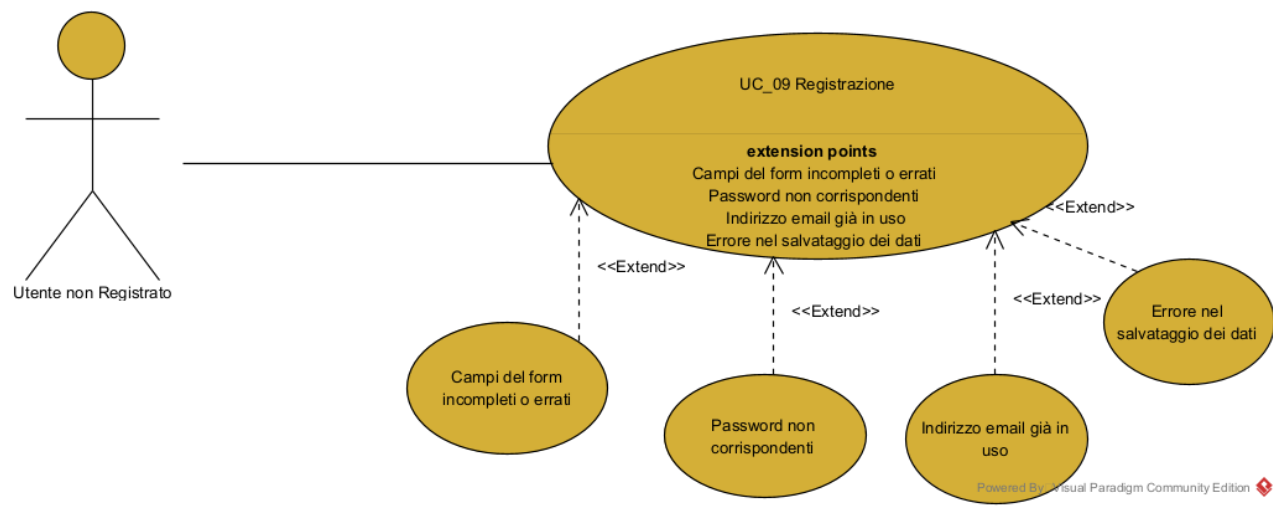 UC_09 Registrazione
extension points
Campi del form incompleti o errati
Password non corrispondenti
Indirizzo email già in uso
Errore nel salvataggio dei dati
Utente non Registrato
<<Extend>>
<<Extend>>
<<Extend>>
<<Extend>>
Campi del form
incompleti o errati
Password non
corrispondenti
Indirizzo email già in
uso
Errore nel
salvataggio dei dati
Powered By: Visual Paradigm Community Edition